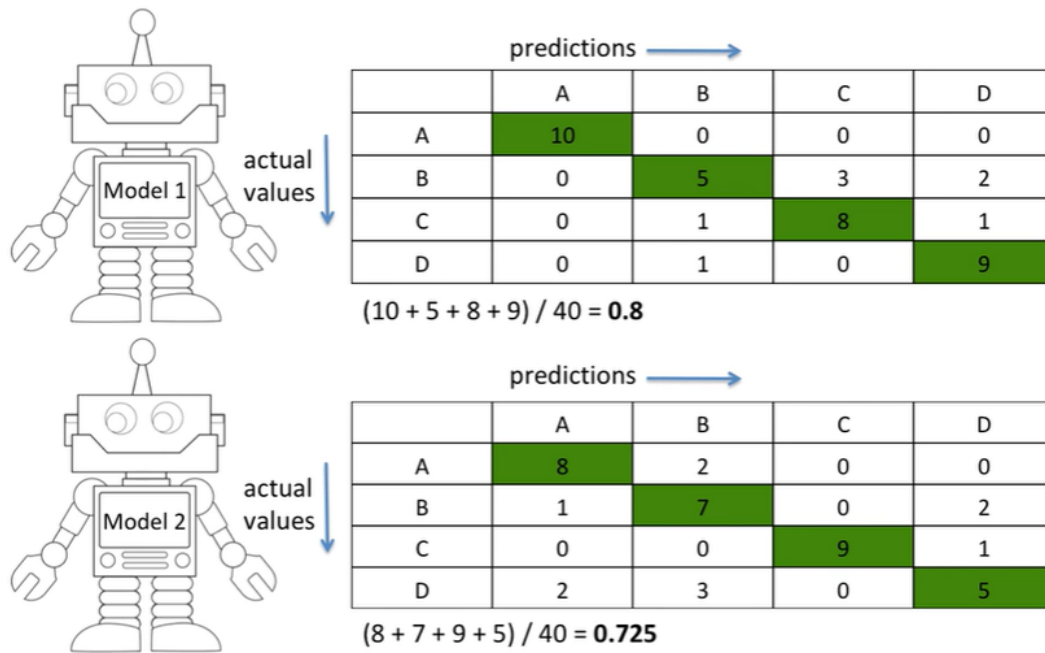 predictions
A B C D
A 10 0 0 0
actual
values
Model 1
B 0 5 3 2
C 0 1 8 1
D 0 1 0 9
(10 + 5 + 8 + 9) / 40 = 0.8
predictions
A B C D
A 8 2 0 0
actual
values
Model 2
B 1 7 0 2
C 0 0 9 1
D 2 3 0 5
(8 + 7 + 9 + 5) / 40 = 0.725